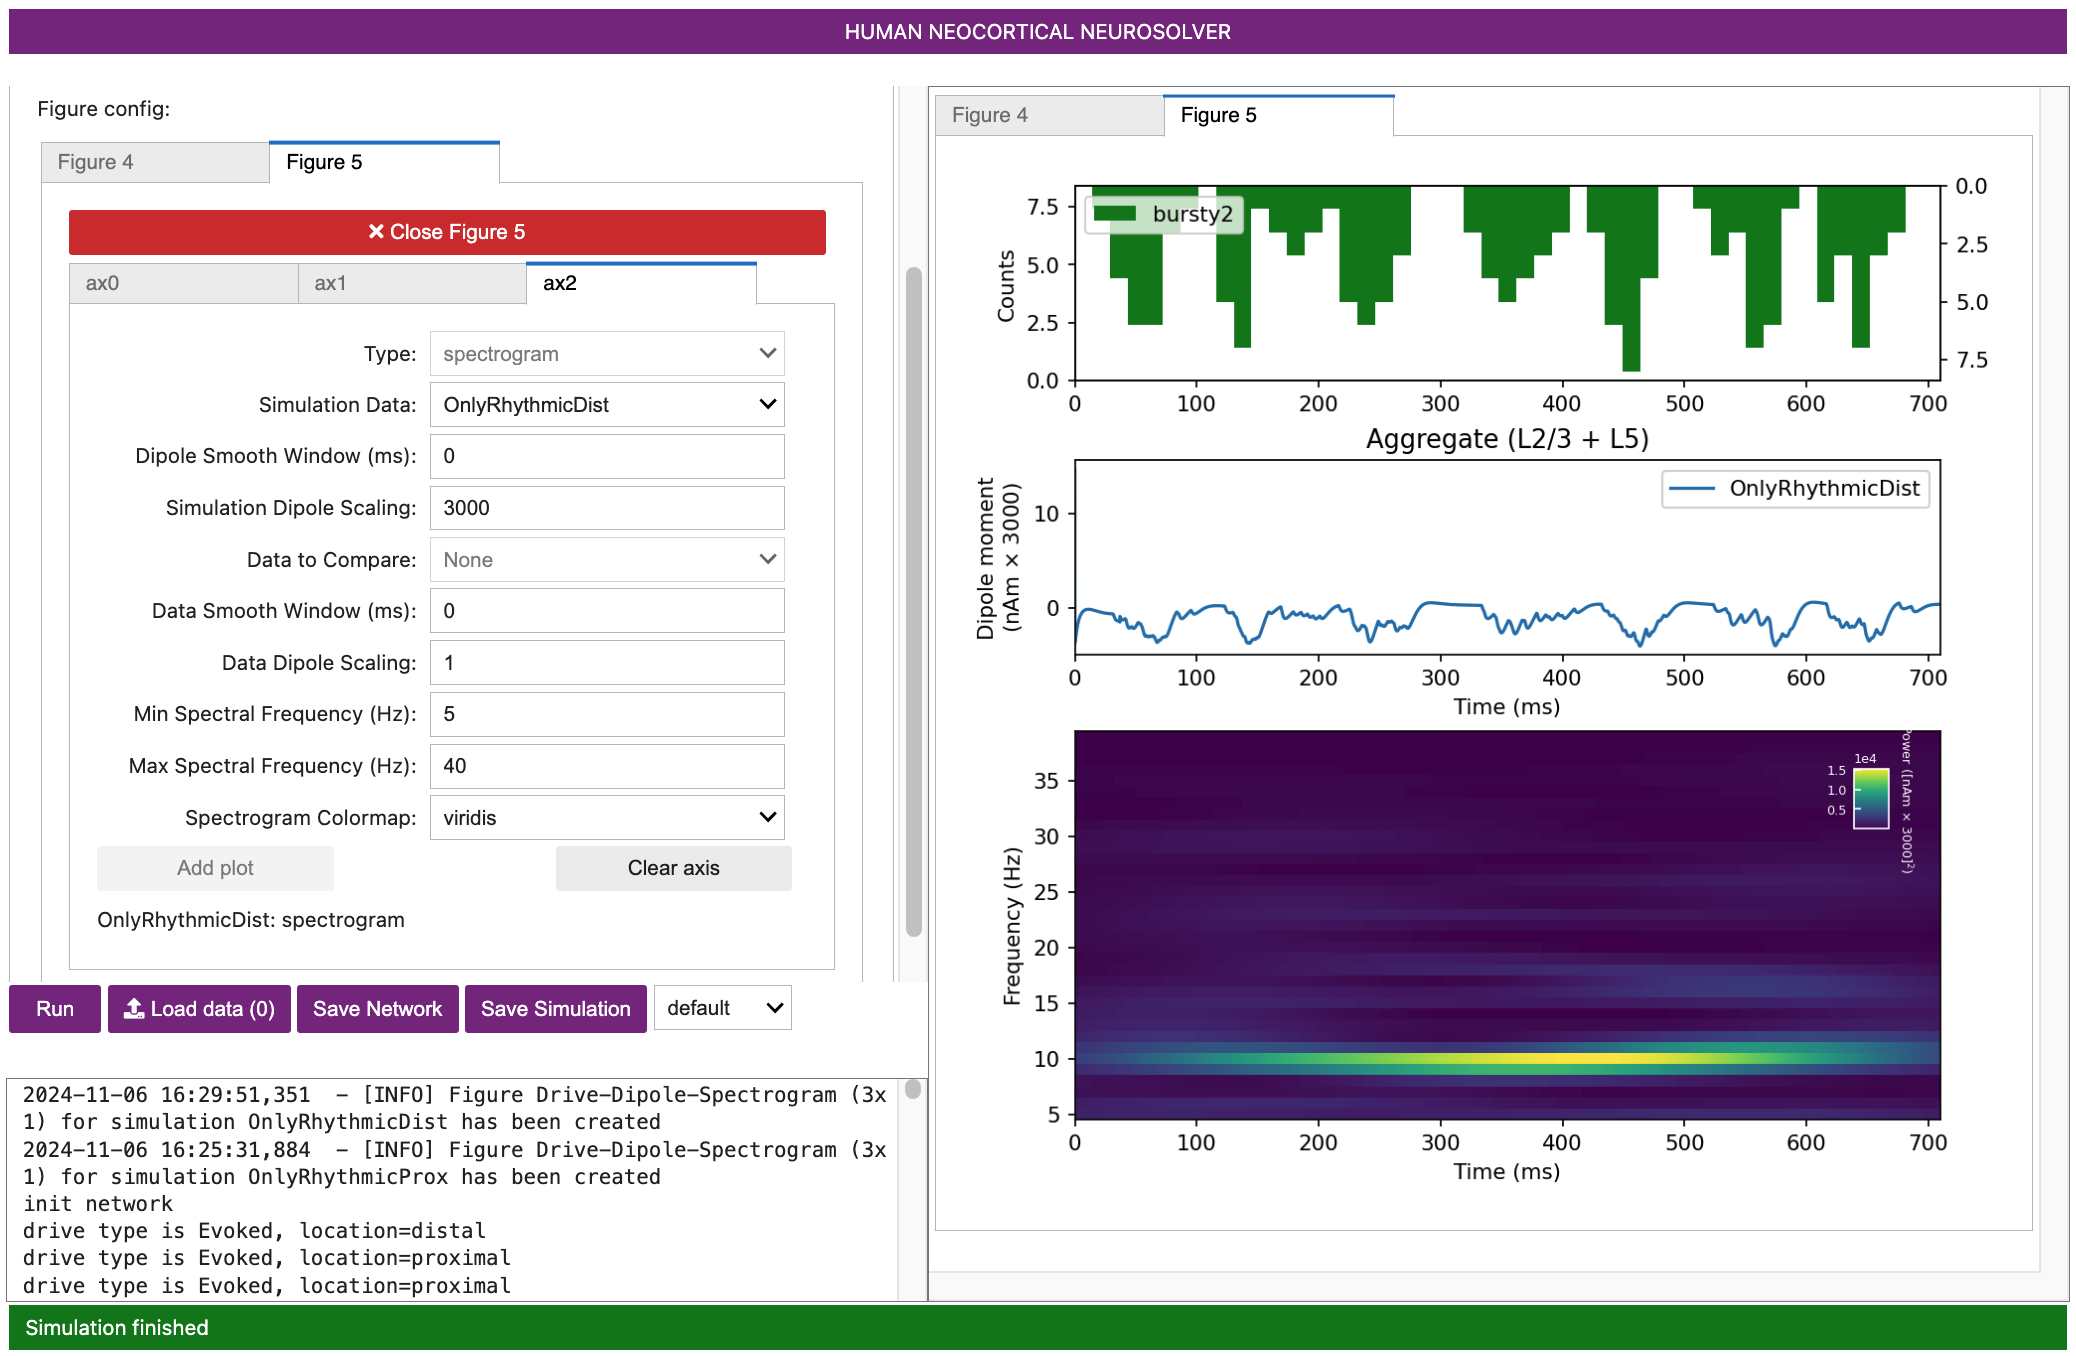 HUMAN NEOCORTICAL NEUROSOLVER
Figure config:
Figure 4
Figure 5
Close Figure 5
ax0
ax1
ax2
Type:
spectrogram
Simulation Data:
OnlyRhythmicDist
Dipole Smooth Window (ms):
0
Simulation Dipole Scaling:
3000
Data to Compare:
None
Data Smooth Window (ms):
0
Data Dipole Scaling:
1
Min Spectral Frequency (Hz):
5
Max Spectral Frequency (Hz):
40
Spectrogram Colormap:
viridis
Add plot
Clear axis
OnlyRhythmicDist: spectrogram
Run
Load data (0)
Save Network
Save Simulation
default
2024-11-06 16:29:51,351 - [INFO] Figure Drive-Dipole-Spectrogram (3x
1) for simulation OnlyRhythmicDist has been created
2024-11-06 16:25:31,884 - [INFO] Figure Drive-Dipole-Spectrogram (3x
1) for simulation OnlyRhythmicProx has been created
init network
drive type is Evoked, location=distal
drive type is Evoked, location=proximal
drive type is Evoked, location=proximal
Simulation finished
Figure 4
Figure 5
Counts
7.5
5.0
2.5
0.0
bursty2
0.0
2.5
5.0
7.5
0 100 200 300 400 500 600 700
Aggregate (L2/3 + L5)
Dipole moment
(nAm × 3000)
10
0
OnlyRhythmicDist
0 100 200 300 400 500 600 700
Time (ms)
Frequency (Hz)
35
30
25
20
15
10
5
1e4
1.5
1.0
0.5
Power ([nAm × 3000]²)
0 100 200 300 400 500 600 700
Time (ms)